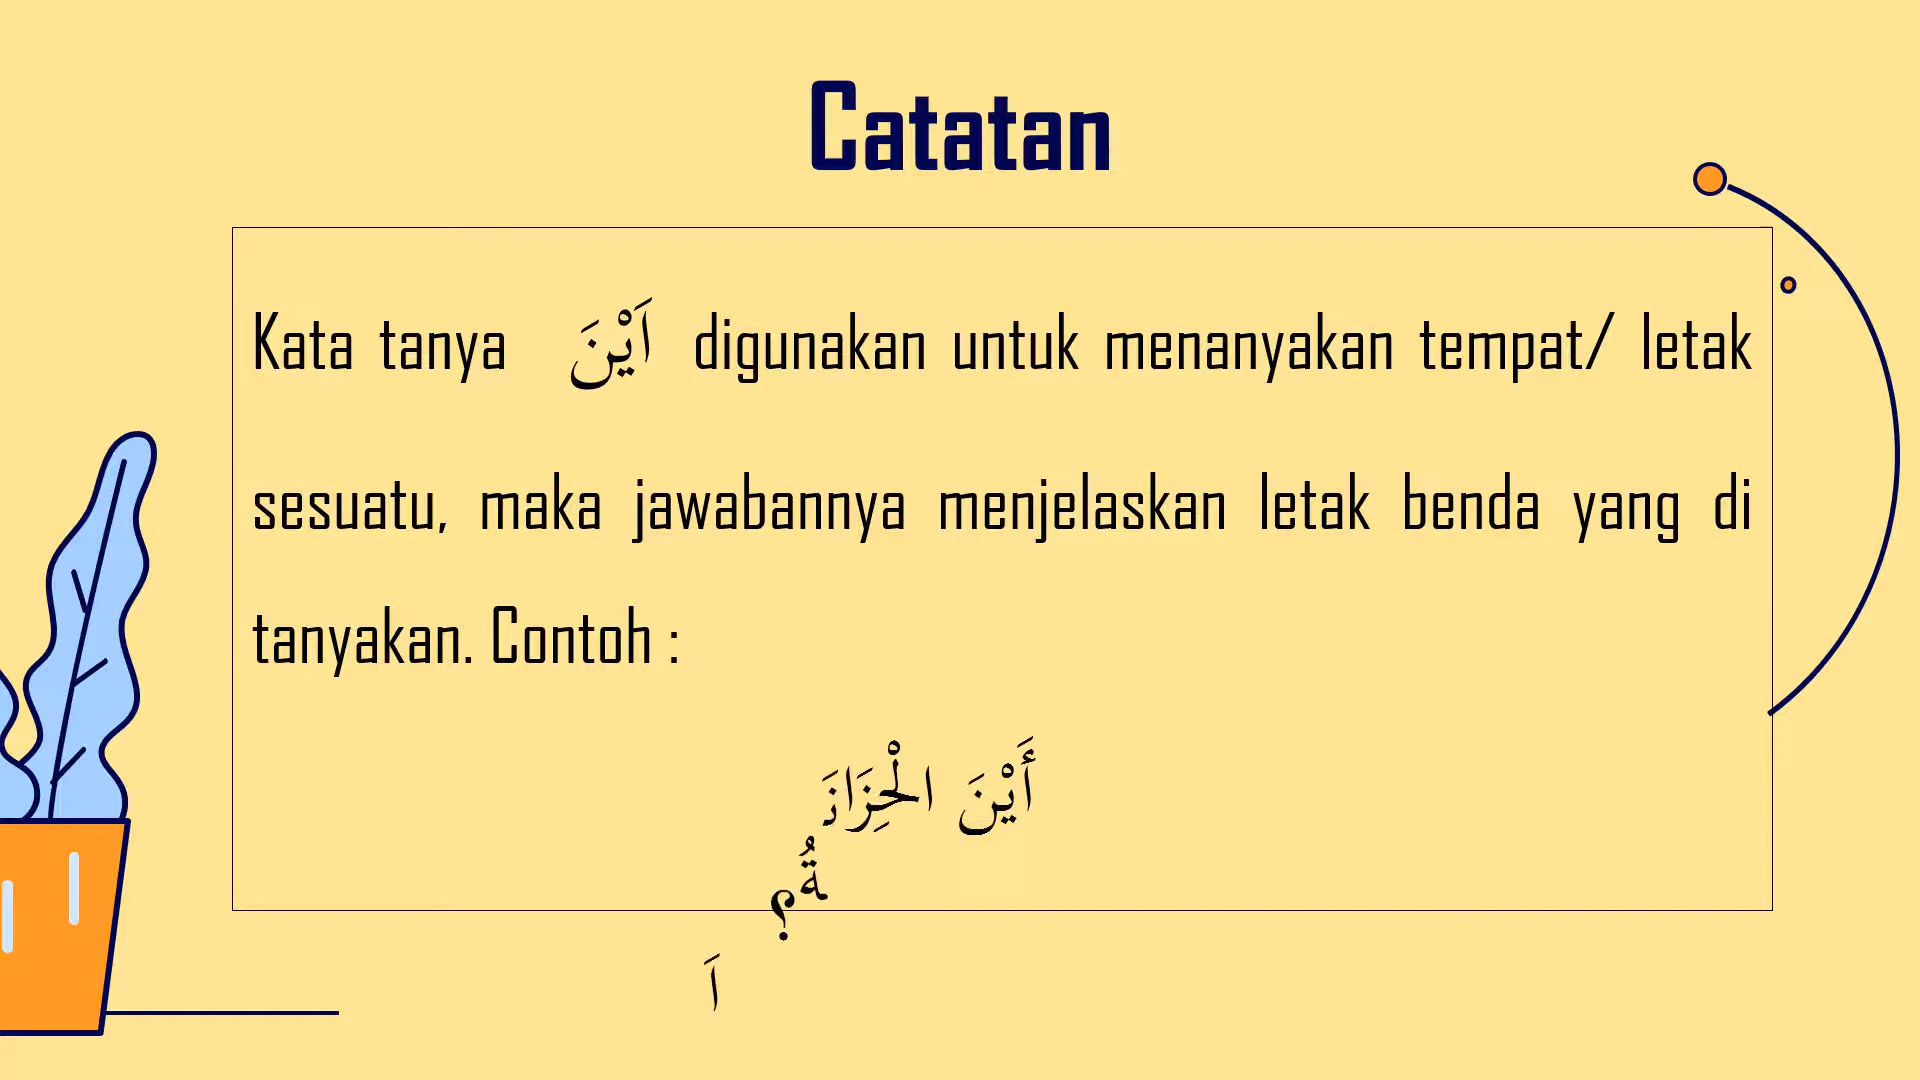 Catatan
Kata tanya اَيْنَ digunakan untuk menanyakan tempat/ letak
sesuatu, maka jawabannya menjelaskan letak benda yang di
tanyakan. Contoh :
أَيْنَ الْحِزَانَةُ؟
اَ